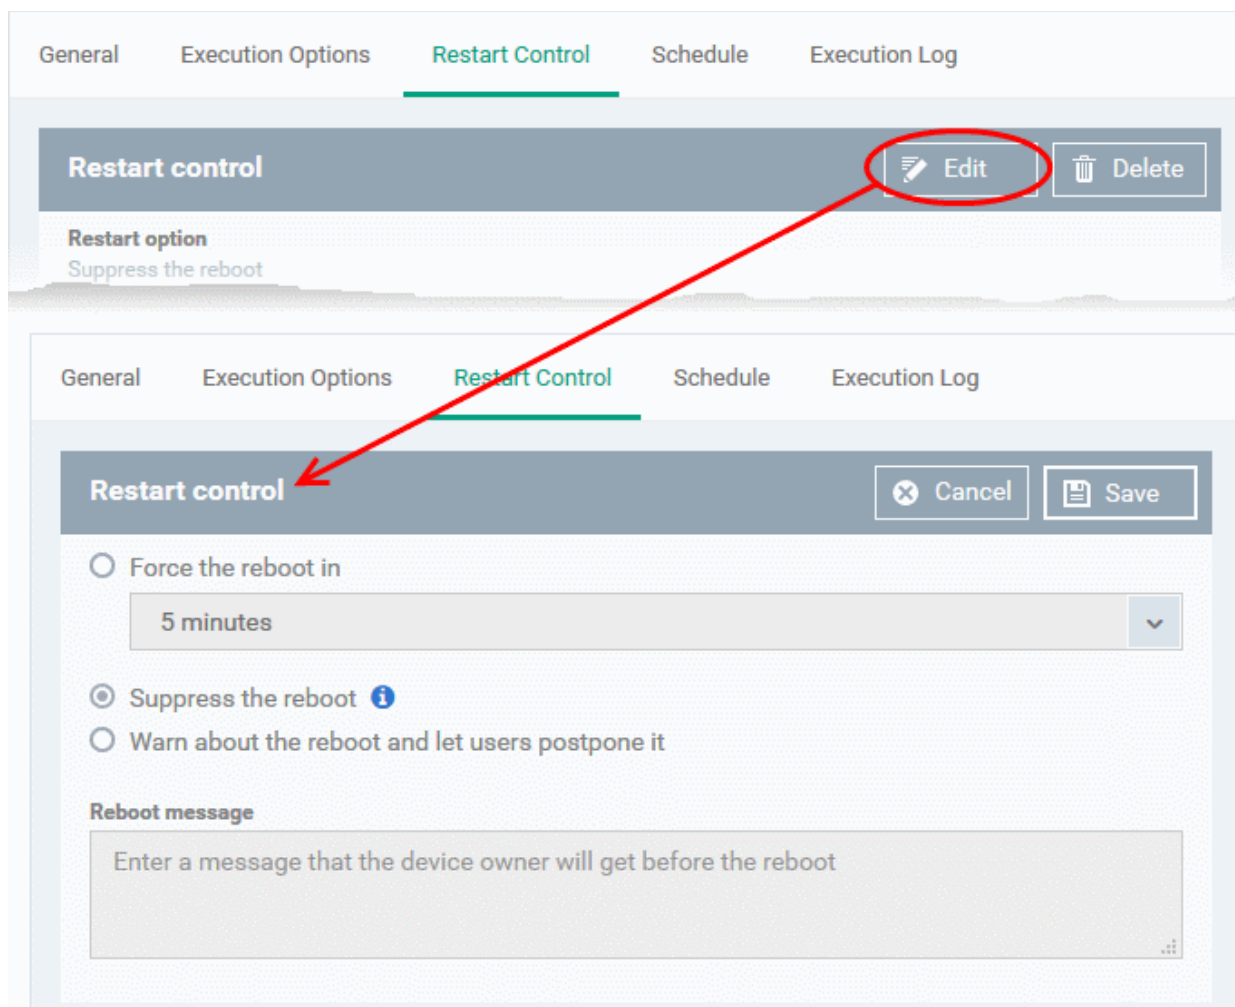 General Execution Options Restart Control Schedule Execution Log
Restart control Edit Delete
Restart option
Suppress the reboot
General Execution Options Restart Control Schedule Execution Log
Restart control Cancel Save
Force the reboot in
5 minutes
Suppress the reboot
Warn about the reboot and let users postpone it
Reboot message
Enter a message that the device owner will get before the reboot